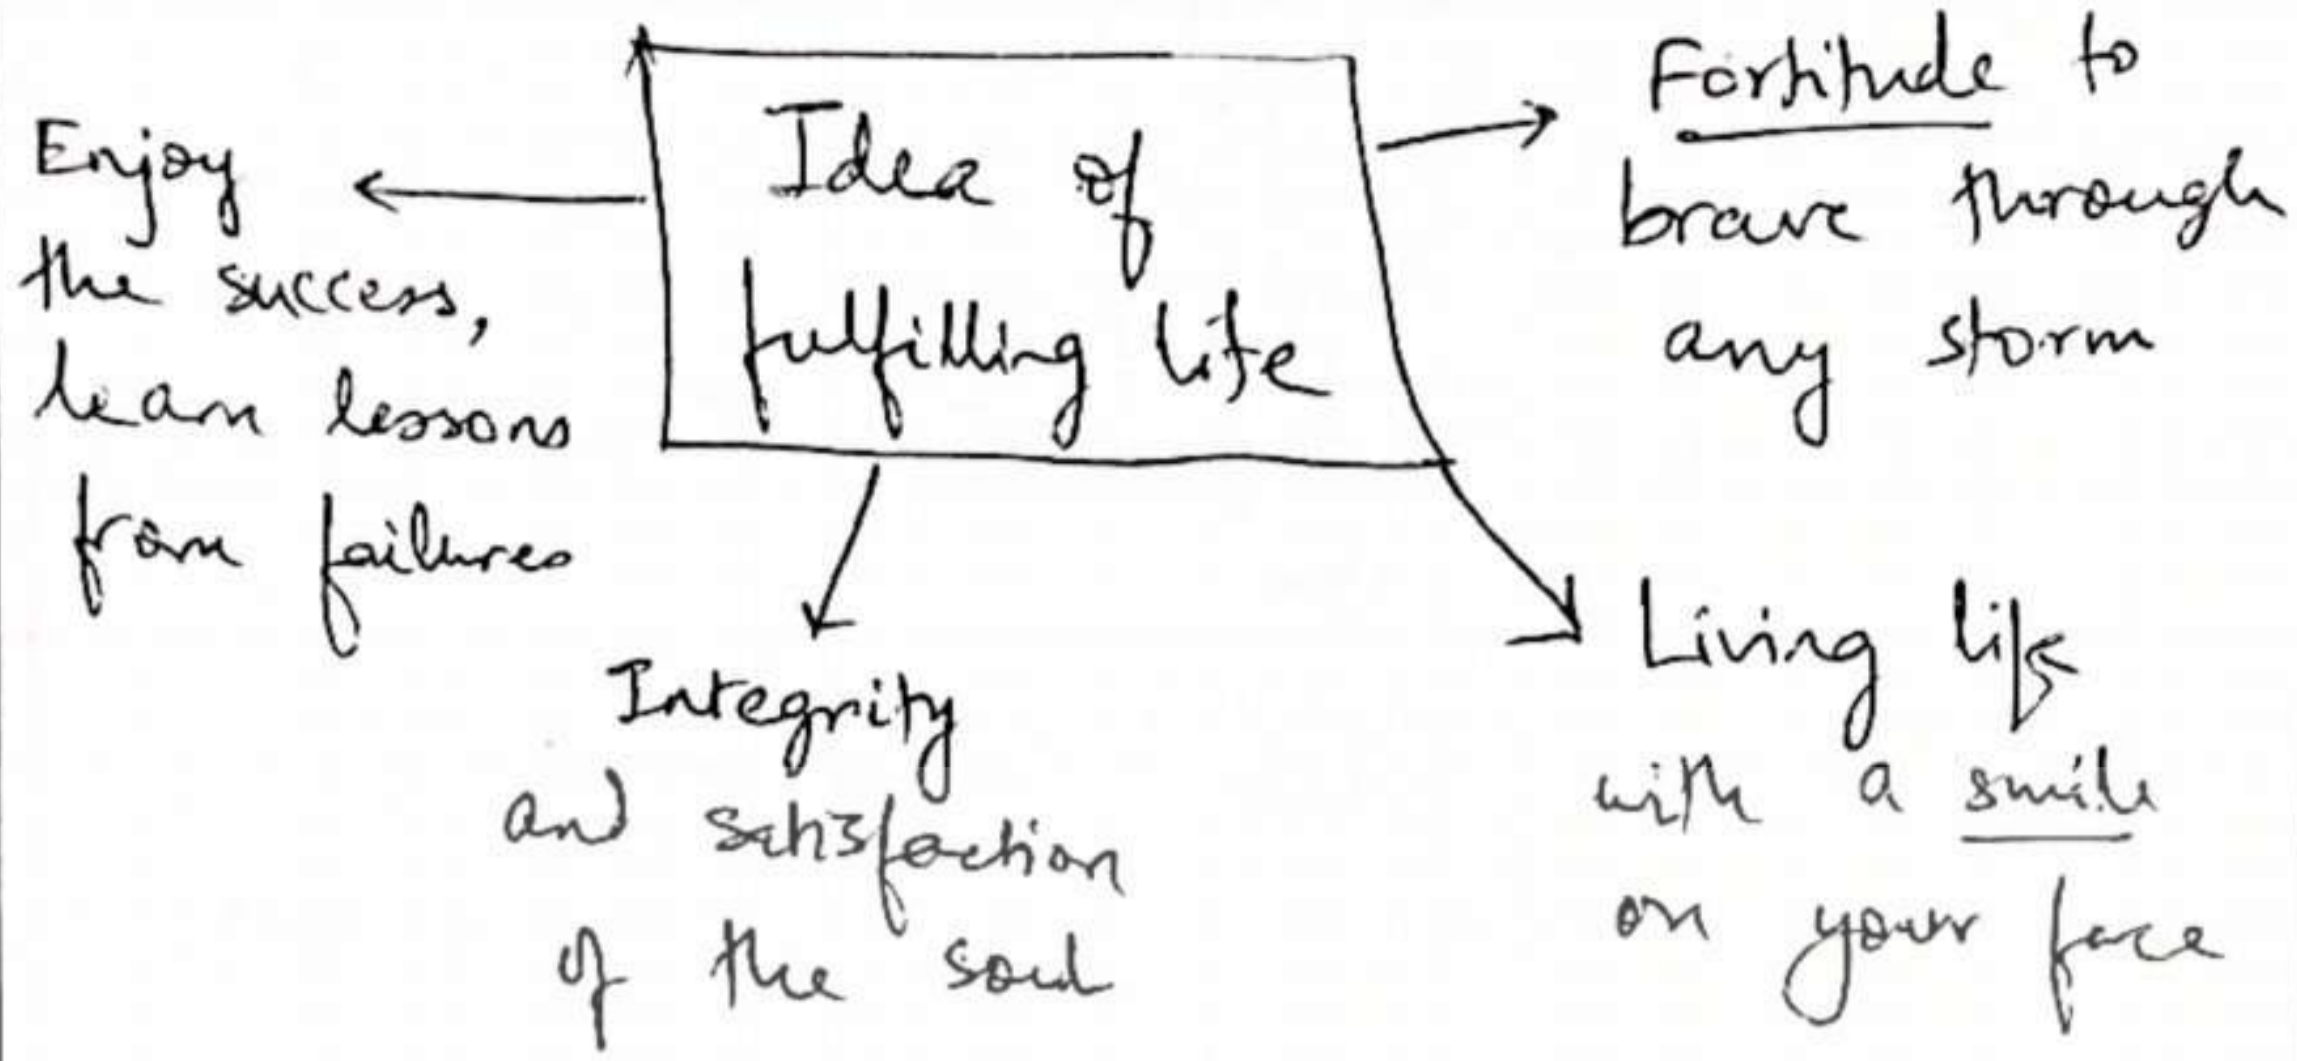 Idea of
fulfilling life
Enjoy
the success,
learn lessons
from failures
Fortitude to
brave through
any storm
Integrity
and satisfaction
of the soul
Living life
with a smile
on your face